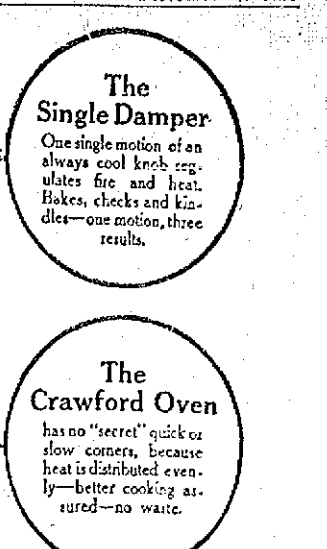 The
Single Damper
One single motion of an
always cool knob reg-
ulates fire and heat.
Bakes, checks and kin-
dles—one motion, three
results.
The
Crawford Oven
has no "secret" quick or
slow corners, because
heat is distributed even-
ly—better cooking as-
sured—no waste.